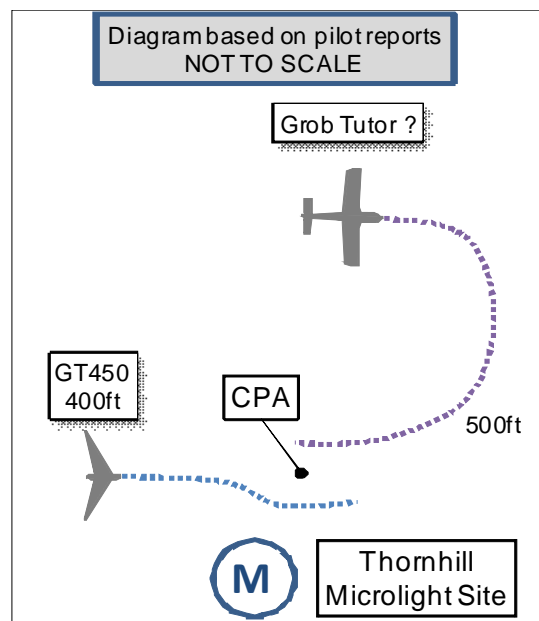 Diagram based on pilot reports
NOT TO SCALE
Grob Tutor ?
GT450
400ft
CPA
500ft
M
Thornhill
Microlight Site